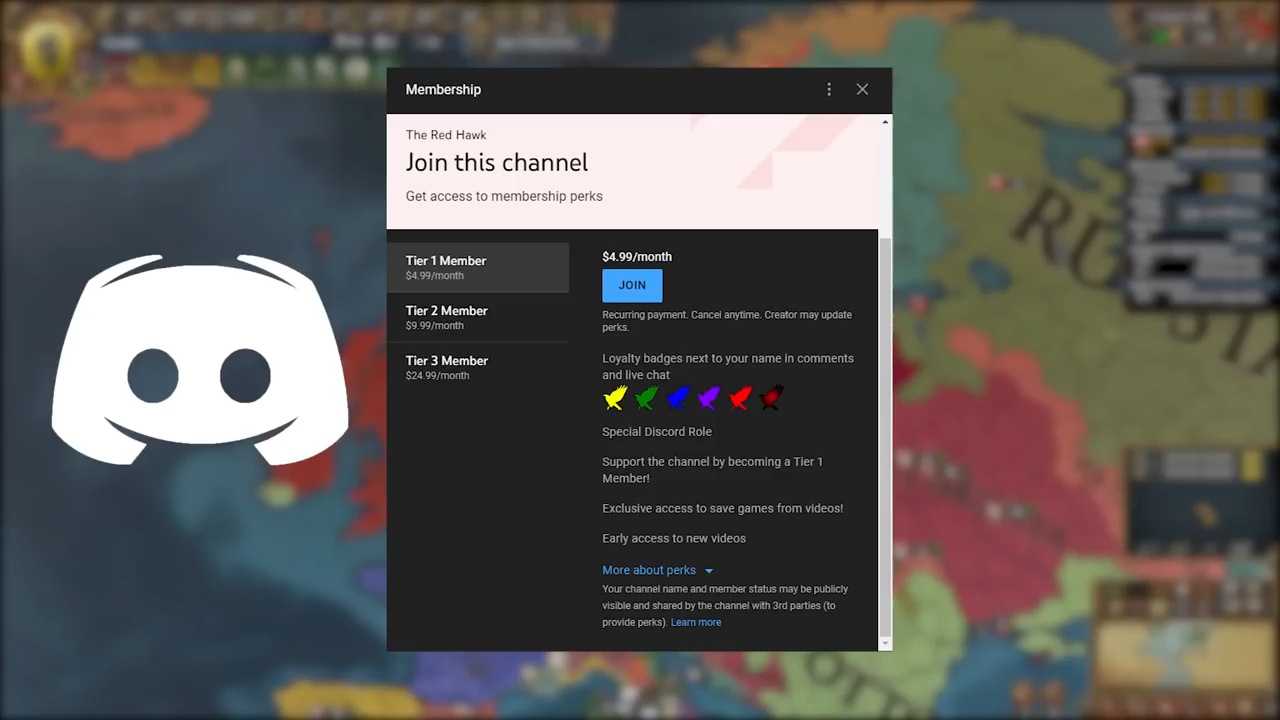 Membership
The Red Hawk
Join this channel
Get access to membership perks
Tier 1 Member
$4.99/month
Tier 2 Member
$9.99/month
Tier 3 Member
$24.99/month
$4.99/month
JOIN
Recurring payment. Cancel anytime. Creator may update
perks.
Loyalty badges next to your name in comments
and live chat
Special Discord Role
Support the channel by becoming a Tier 1
Member!
Exclusive access to save games from videos!
Early access to new videos
More about perks
Your channel name and member status may be publicly
visible and shared by the channel with 3rd parties (to
provide perks). Learn more